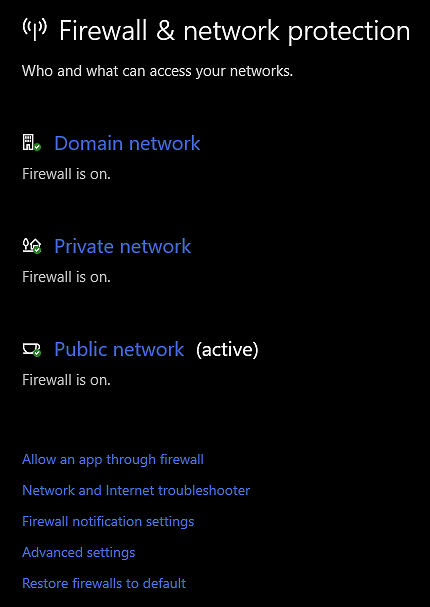 Firewall & network protection
Who and what can access your networks.
Domain network
Firewall is on.
Private network
Firewall is on.
Public network (active)
Firewall is on.
Allow an app through firewall
Network and Internet troubleshooter
Firewall notification settings
Advanced settings
Restore firewalls to default